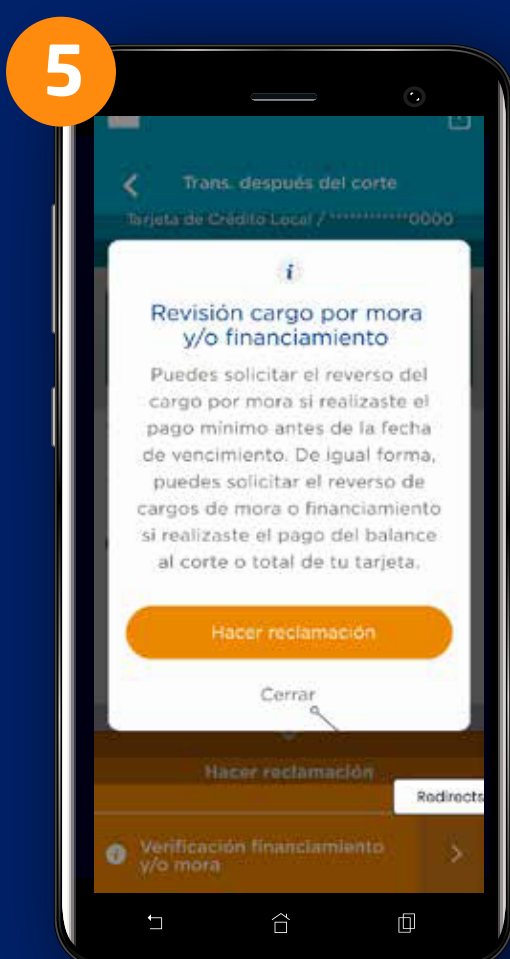 5
Trans. después del corte
Tarjeta de Crédito Local / ************0000
i
Revisión cargo por mora
y/o financiamiento
Puedes solicitar el reverso del
cargo por mora si realizaste el
pago mínimo antes de la fecha
de vencimiento. De igual forma,
puedes solicitar el reverso de
cargos de mora o financiamiento
si realizaste el pago del balance
al corte o total de tu tarjeta.
Hacer reclamación
Cerrar
Hacer reclamación
Redirects
i Verificación financiamiento
y/o mora